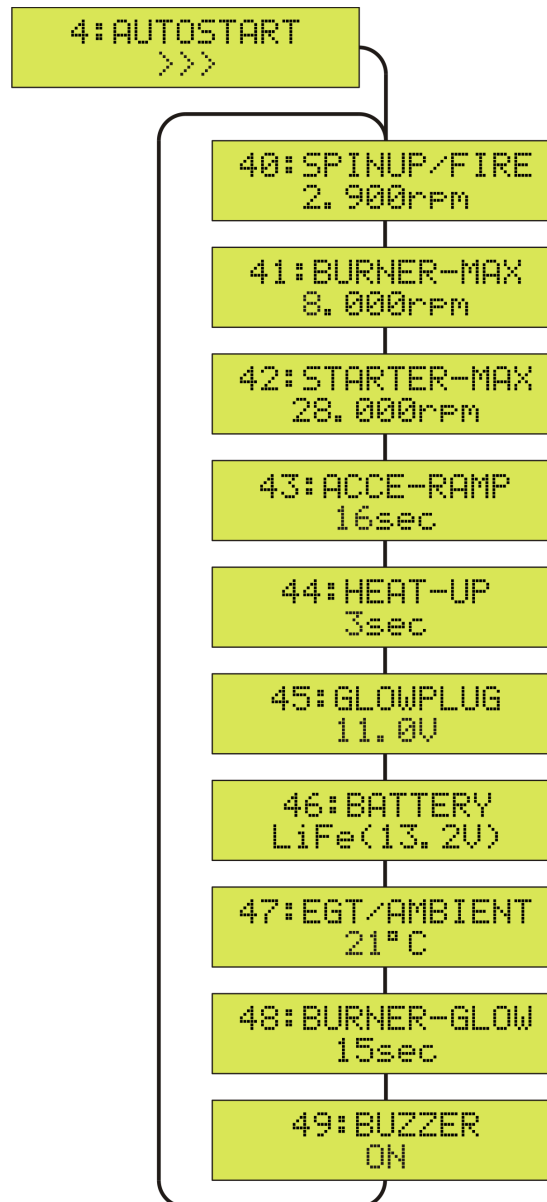 4:AUTOSTART
>>>
40:SPINUP/FIRE
2.900rpm
41:BURNER-MAX
8.000rpm
42:STARTER-MAX
28.000rpm
43:ACCE-RAMP
16sec
44:HEAT-UP
3sec
45:GLOWPLUG
11.0V
46:BATTERY
LiFe(13.2V)
47:EGT/AMBIENT
21°C
48:BURNER-GLOW
15sec
49:BUZZER
ON